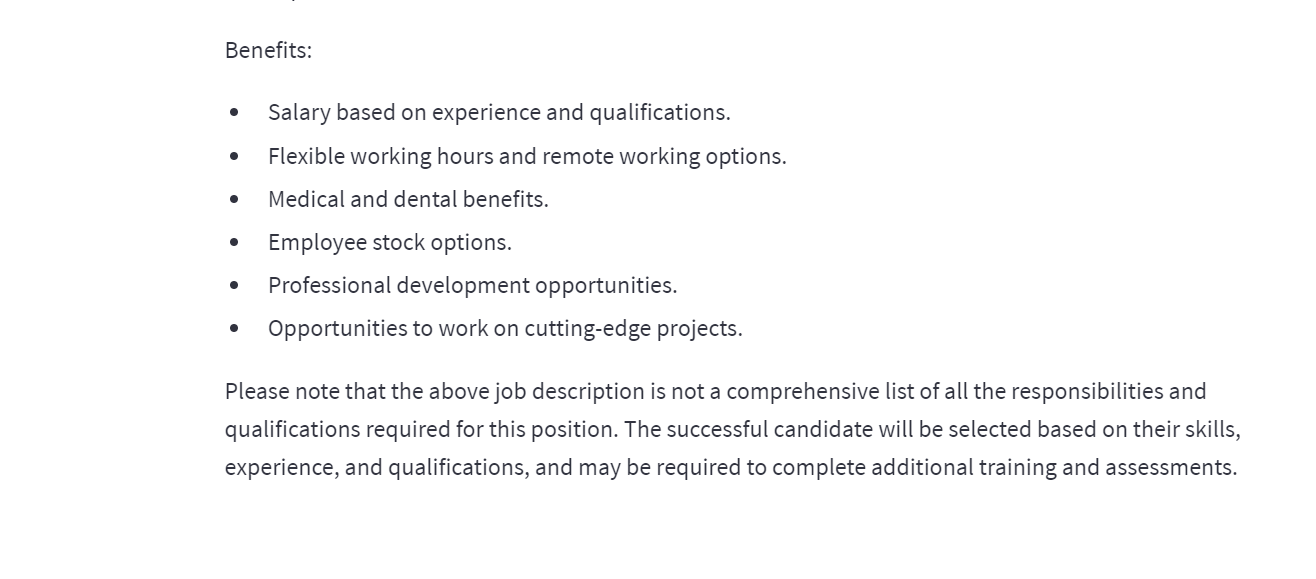 Benefits:
• Salary based on experience and qualifications.
• Flexible working hours and remote working options.
• Medical and dental benefits.
• Employee stock options.
• Professional development opportunities.
• Opportunities to work on cutting-edge projects.
Please note that the above job description is not a comprehensive list of all the responsibilities and
qualifications required for this position. The successful candidate will be selected based on their skills,
experience, and qualifications, and may be required to complete additional training and assessments.